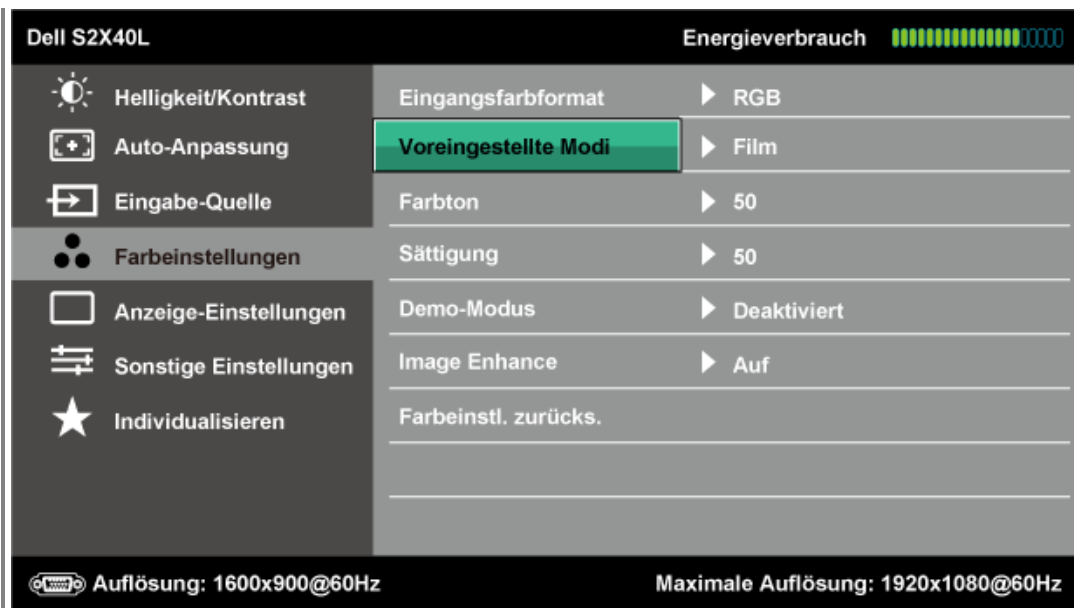 Dell S2X40L Energieverbrauch
Helligkeit/Kontrast
Auto-Anpassung
Eingabe-Quelle
Farbeinstellungen
Anzeige-Einstellungen
Sonstige Einstellungen
Individualisieren
Eingangsfarbformat RGB
Voreingestellte Modi Film
Farbton 50
Sättigung 50
Demo-Modus Deaktiviert
Image Enhance Auf
Farbeinstl. zurücks.
Auflösung: 1600x900@60Hz Maximale Auflösung: 1920x1080@60Hz